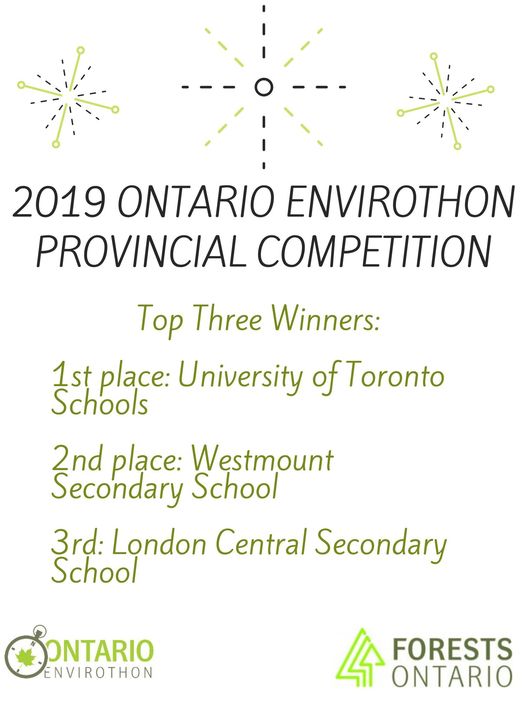 2019 ONTARIO ENVIROTHON
PROVINCIAL COMPETITION
Top Three Winners:
1st place: University of Toronto
Schools
2nd place: Westmount
Secondary School
3rd: London Central Secondary
School
ONTARIO
ENVIROTHON
FORESTS
ONTARIO